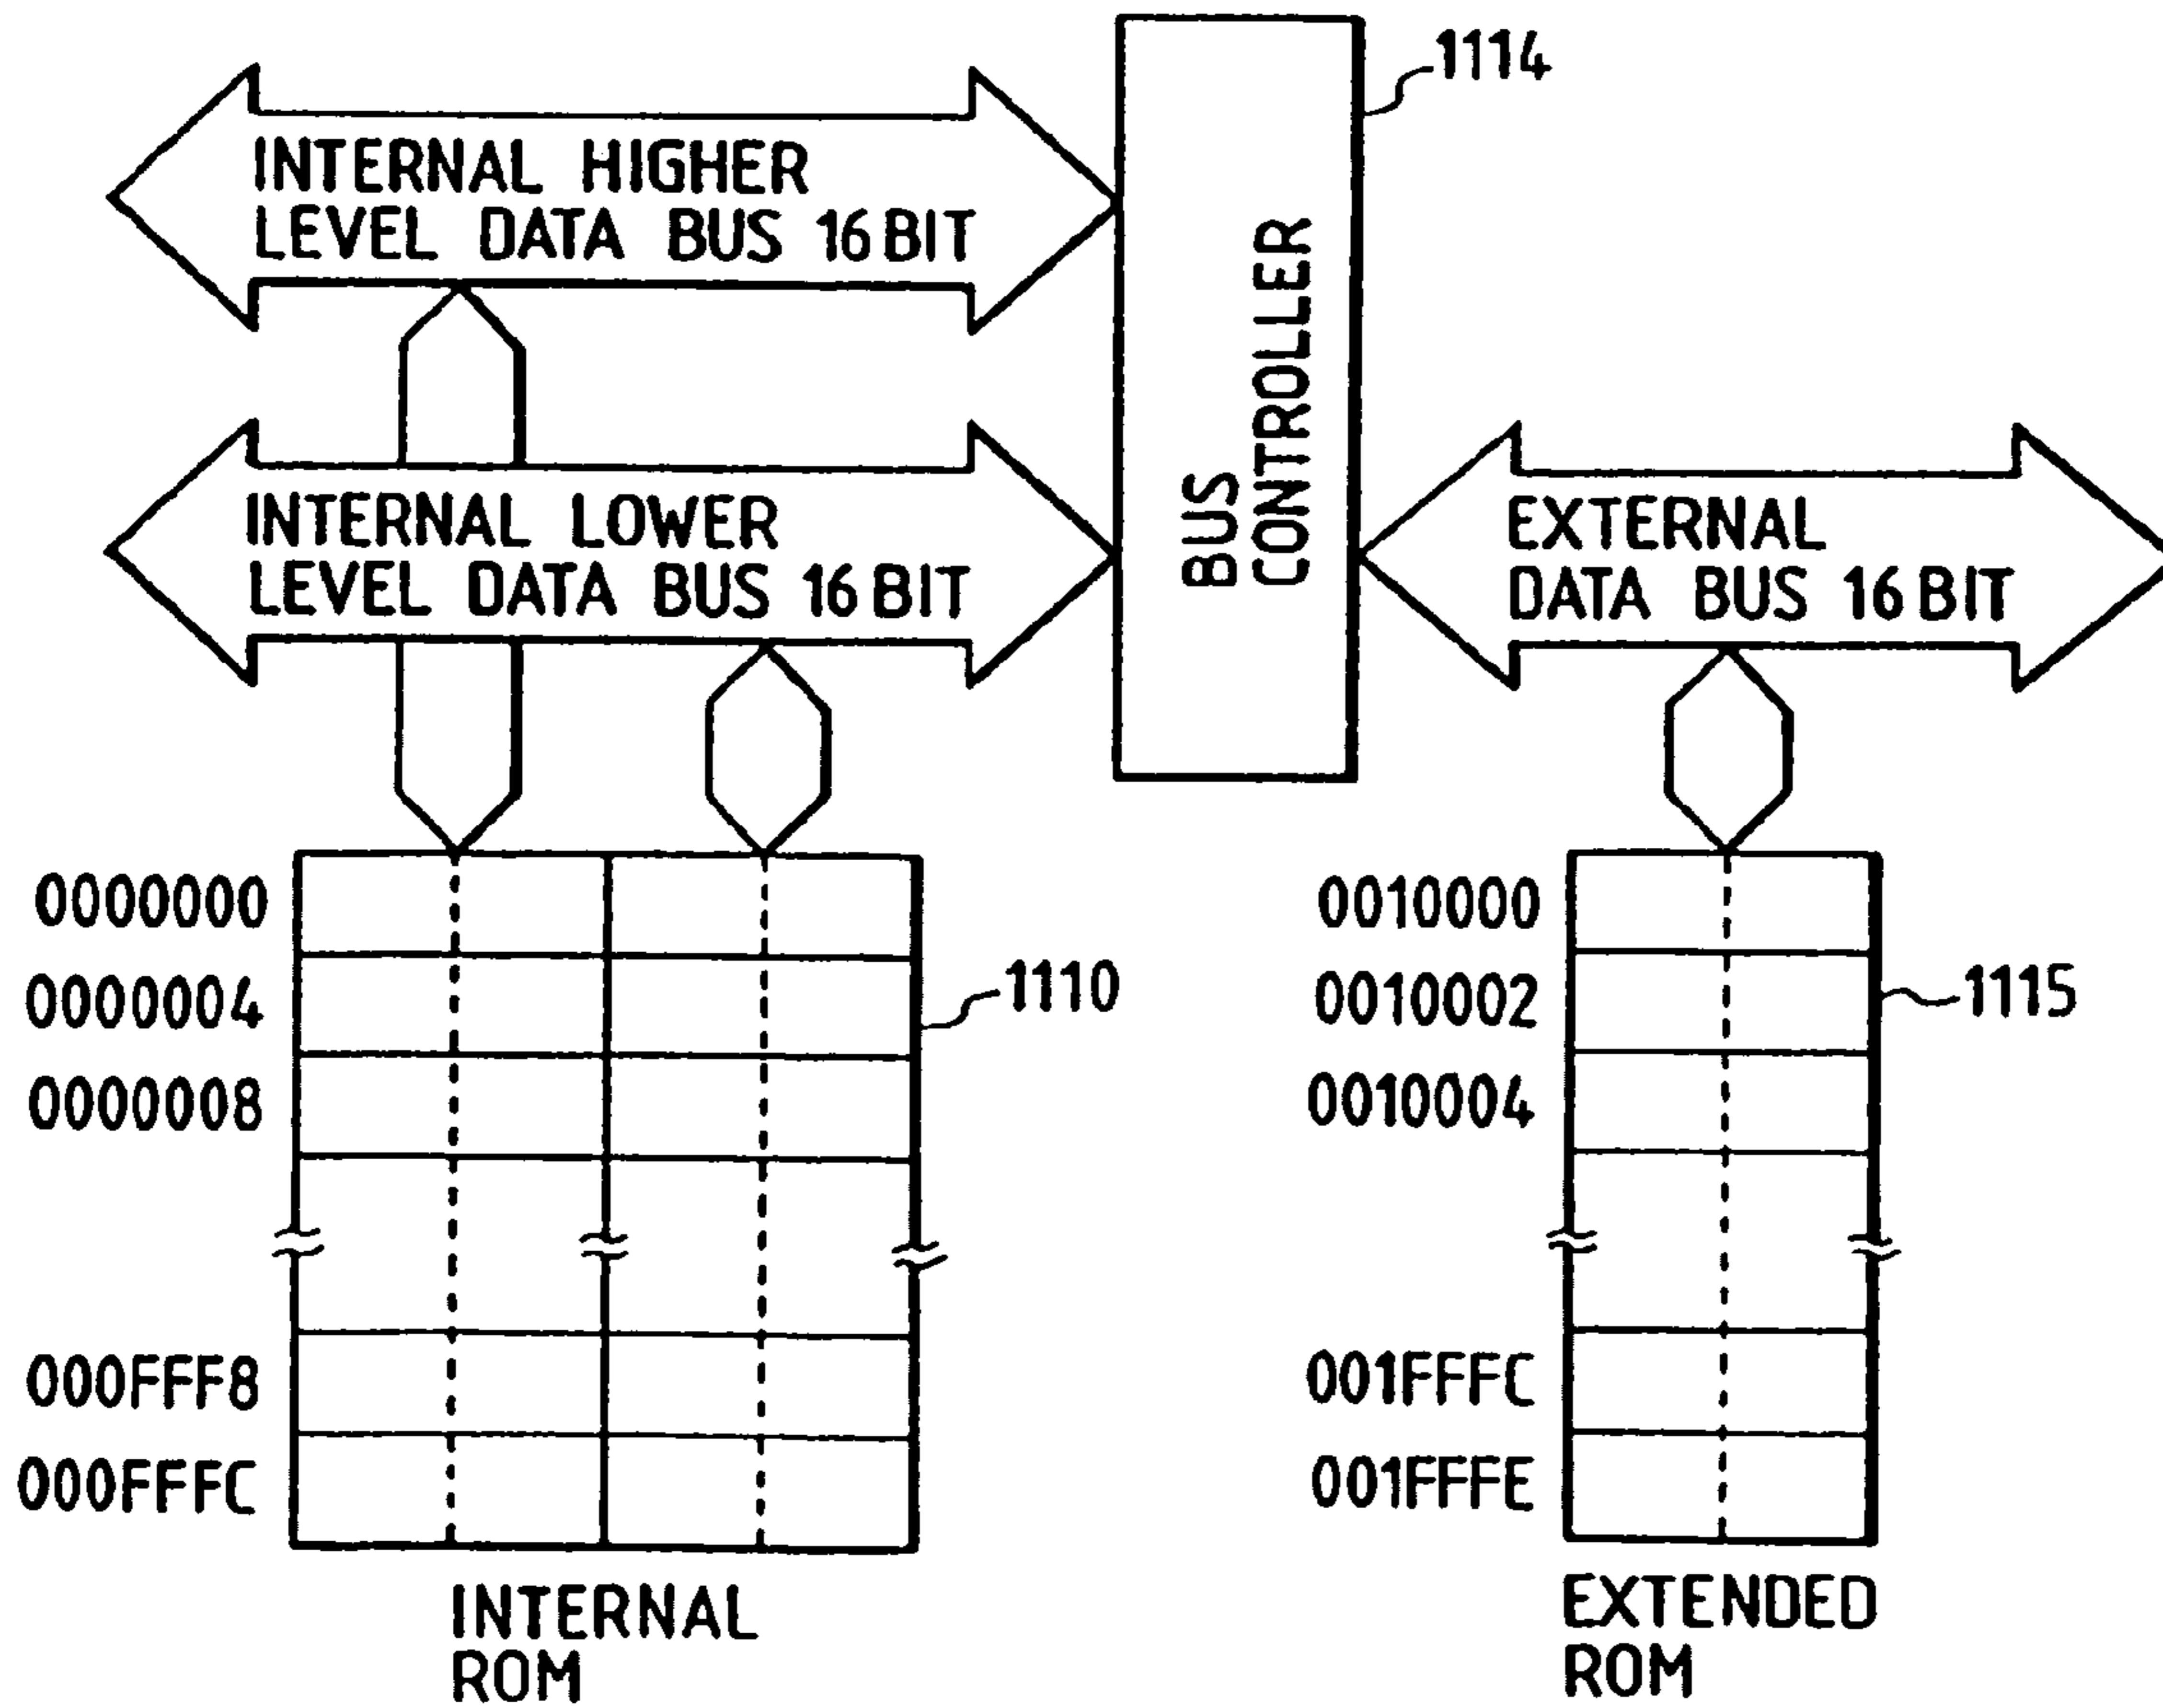 1114
INTERNAL HIGHER
LEVEL DATA BUS 16 BIT
BUS
CONTROLLER
INTERNAL LOWER
LEVEL DATA BUS 16 BIT
EXTERNAL
DATA BUS 16 BIT
0000000
0000004
0000008
000FFF8
000FFFC
1110
INTERNAL
ROM
0010000
0010002
0010004
001FFFC
001FFFE
1115
EXTENDED
ROM